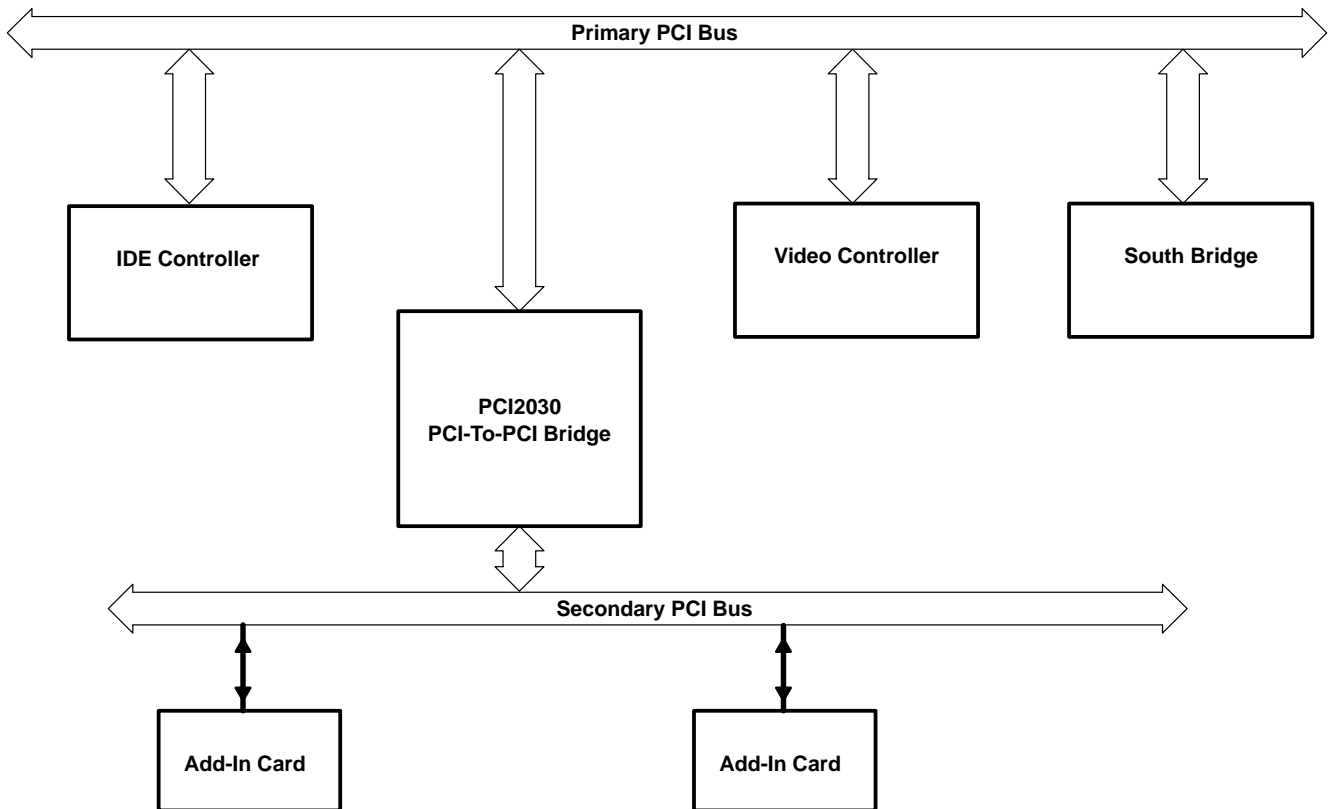 Primary PCI Bus
IDE Controller
Video Controller
South Bridge
PCI2030
PCI-To-PCI Bridge
Secondary PCI Bus
Add-In Card
Add-In Card